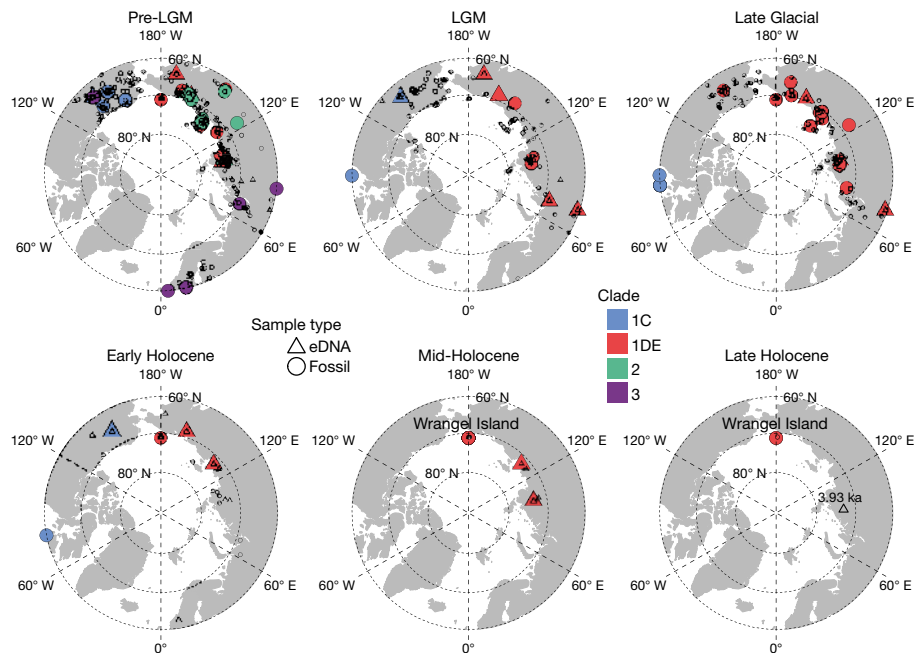 Pre-LGM
LGM
Late Glacial
180° W
180° W
180° W
60° N
60° N
60° N
120° W
120° E
120° W
120° E
120° W
120° E
80° N
80° N
80° N
60° W
60° E
60° W
60° E
60° W
60° E
0°
0°
0°
Sample type
eDNA
Fossil
Clade
1C
1DE
2
3
Early Holocene
Mid-Holocene
Late Holocene
180° W
180° W
180° W
60° N
60° N
60° N
Wrangel Island
Wrangel Island
120° W
120° E
120° W
120° E
120° W
120° E
80° N
80° N
80° N
3.93 ka
60° W
60° E
60° W
60° E
60° W
60° E
0°
0°
0°